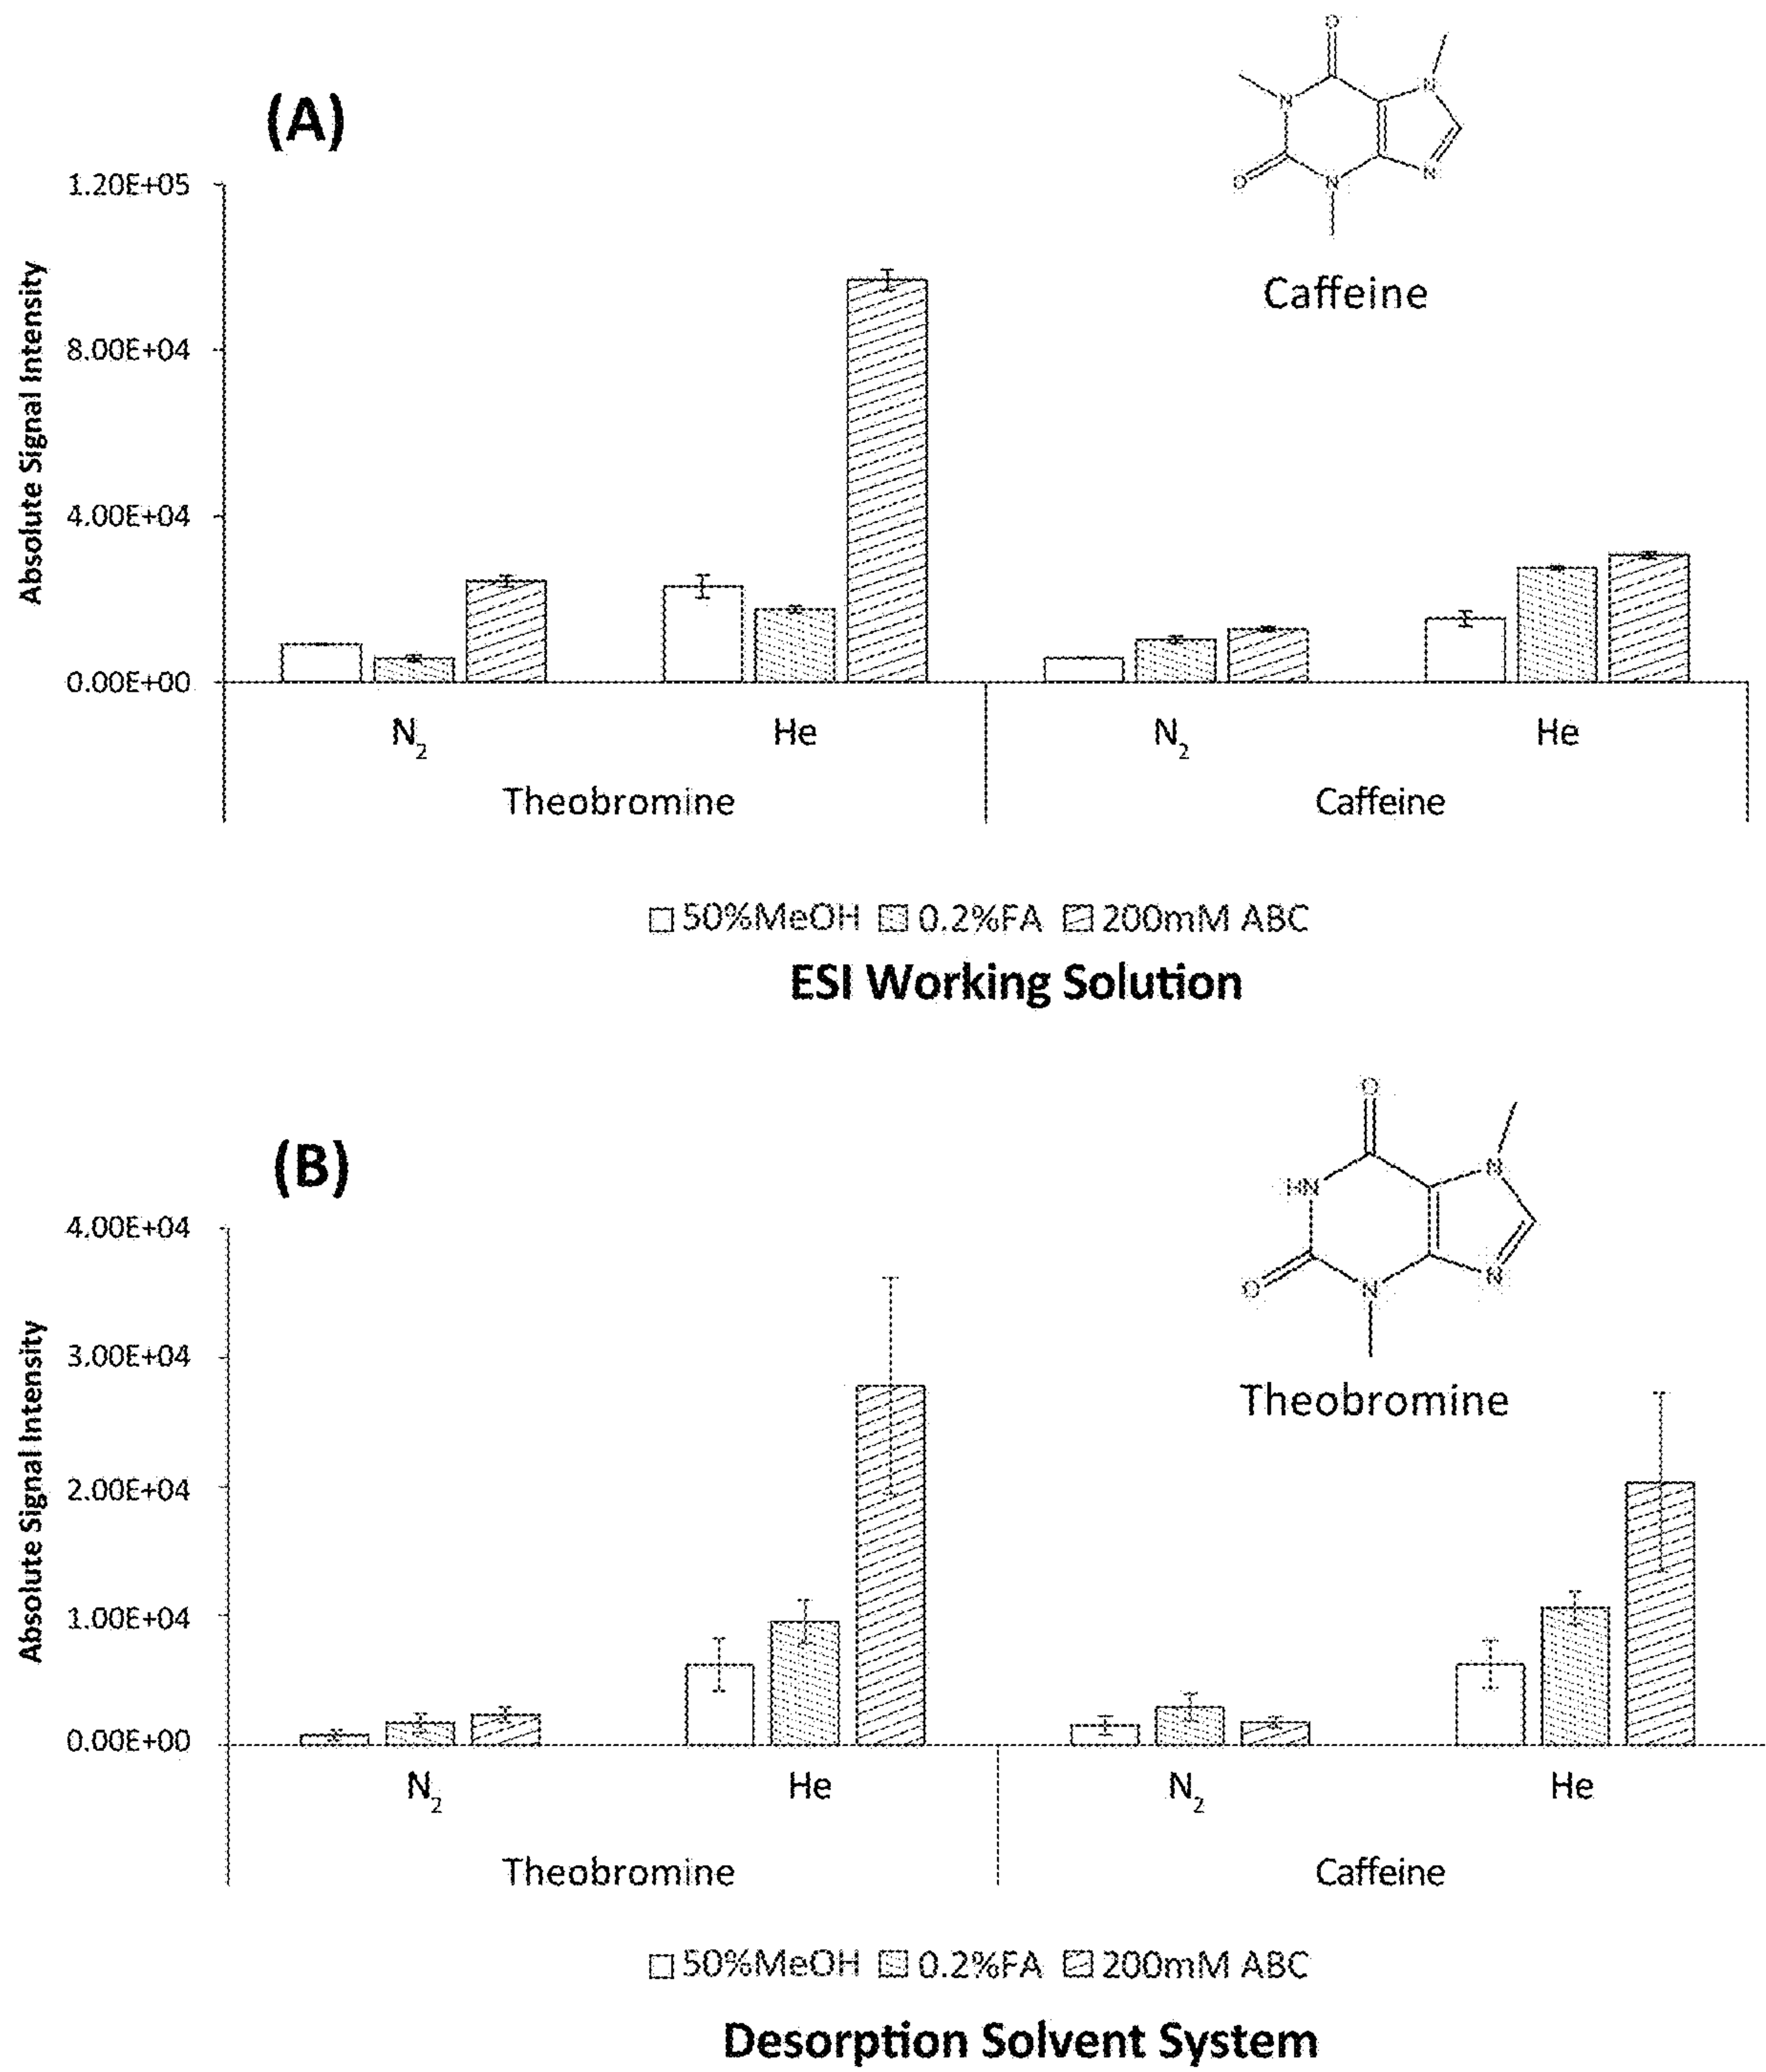 (A)
O
N
N
O
N
N
Caffeine
Absolute Signal Intensity
1.20E+05
8.00E+04
4.00E+04
0.00E+00
N2 He N2 He
Theobromine Caffeine
50%MeOH 0.2%FA 200mM ABC
ESI Working Solution
(B)
O
N
HN
O
N
N
Theobromine
Absolute Signal Intensity
4.00E+04
3.00E+04
2.00E+04
1.00E+04
0.00E+00
N2 He N2 He
Theobromine Caffeine
50%MeOH 0.2%FA 200mM ABC
Desorption Solvent System